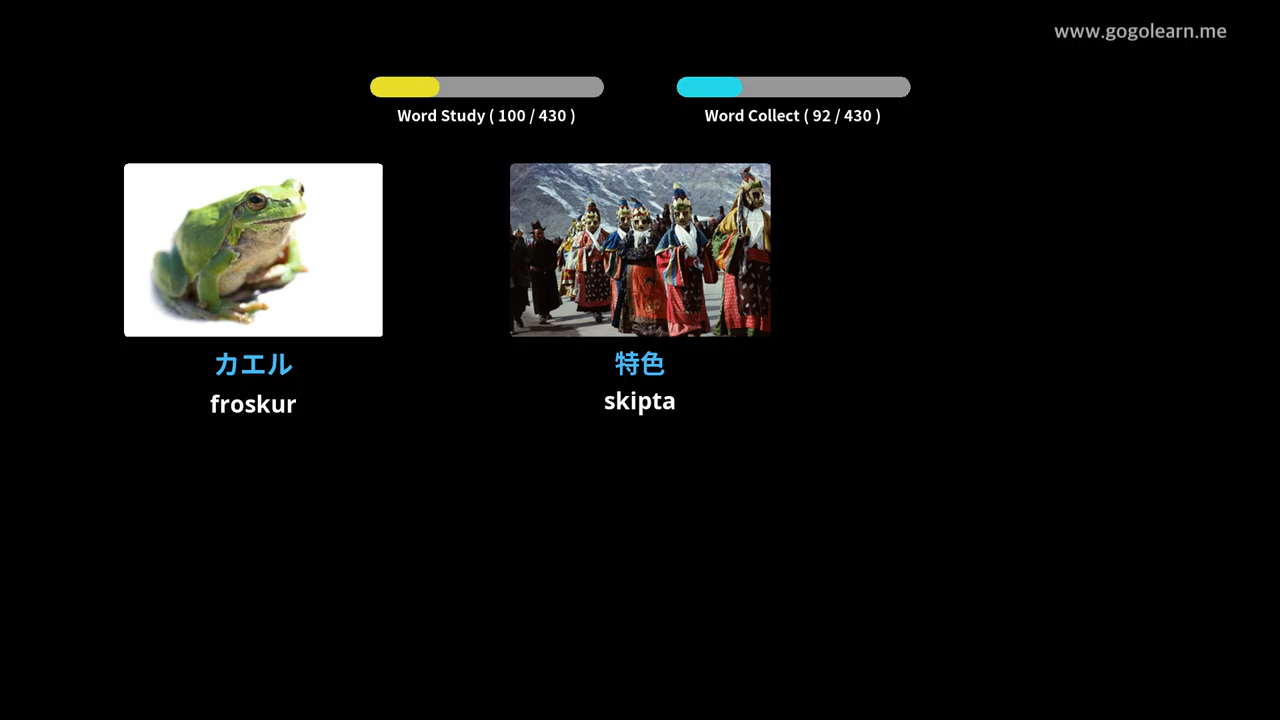 www.gogolearn.me
Word Study ( 100 / 430 )
Word Collect ( 92 / 430 )
カエル
froskur
特色
skipta